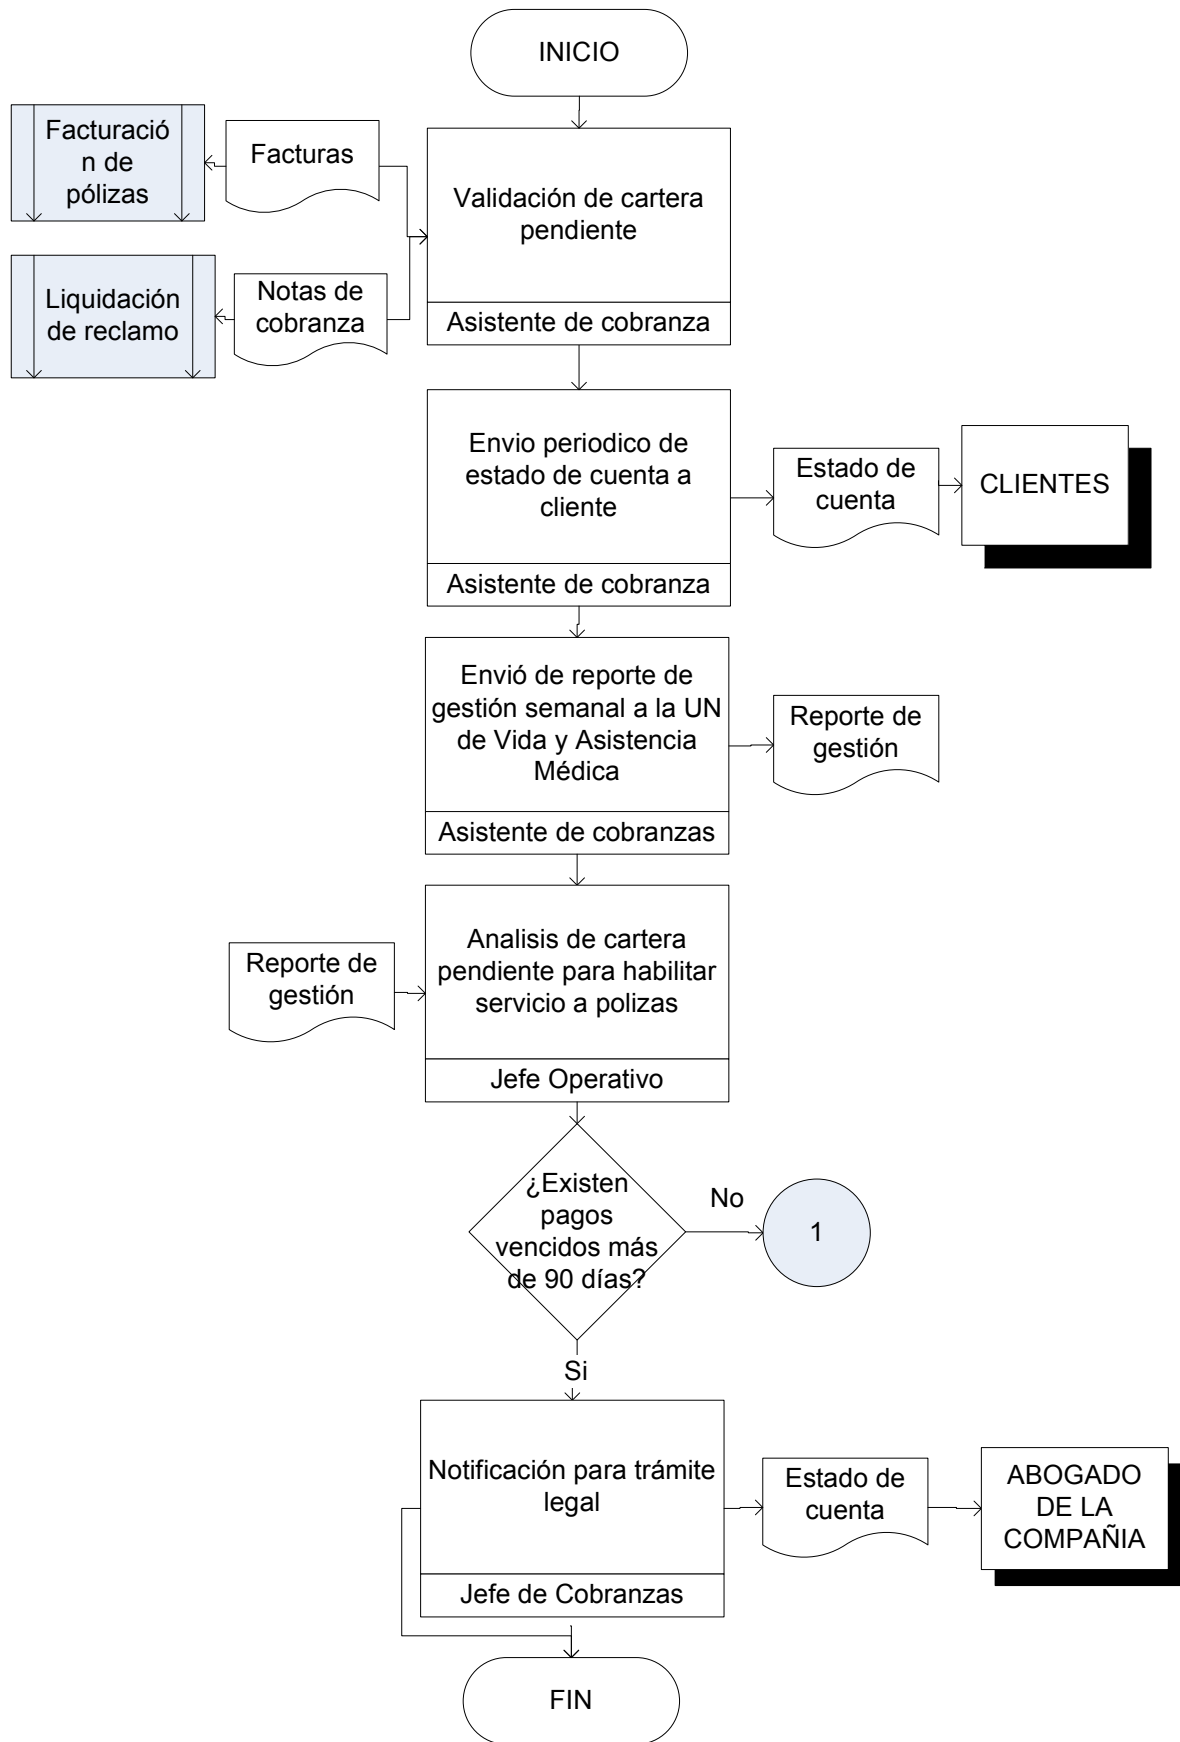 INICIO
Facturació
n de
pólizas
Facturas
Validación de cartera
pendiente
Asistente de cobranza
Liquidación
de reclamo
Notas de
cobranza
Envio periodico de
estado de cuenta a
cliente
Asistente de cobranza
Estado de
cuenta
CLIENTES
Envió de reporte de
gestión semanal a la UN
de Vida y Asistencia
Médica
Asistente de cobranzas
Reporte de
gestión
Reporte de
gestión
Analisis de cartera
pendiente para habilitar
servicio a polizas
Jefe Operativo
¿Existen
pagos
vencidos más
de 90 días?
No
1
Si
Notificación para trámite
legal
Jefe de Cobranzas
Estado de
cuenta
ABOGADO
DE LA
COMPAÑIA
FIN